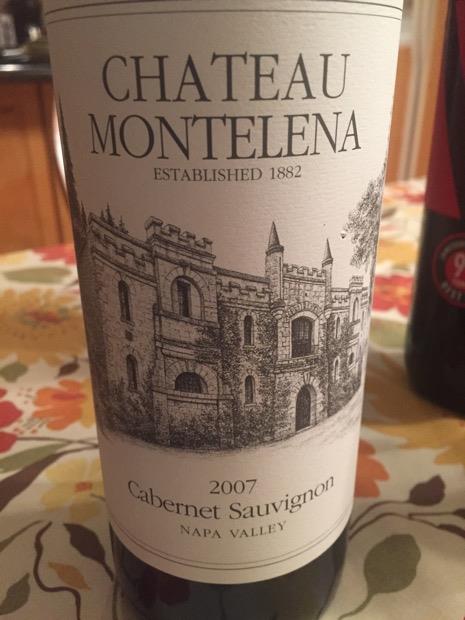 CHATEAU
MONTELENA
ESTABLISHED 1882
2007
Cabernet Sauvignon
NAPA VALLEY